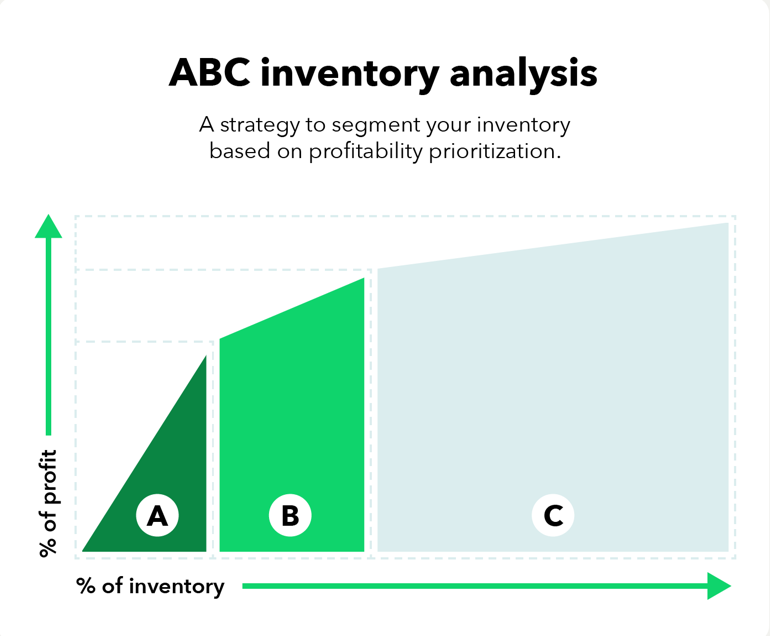 ABC inventory analysis
A strategy to segment your inventory
based on profitability prioritization.
% of profit
A
B
C
% of inventory